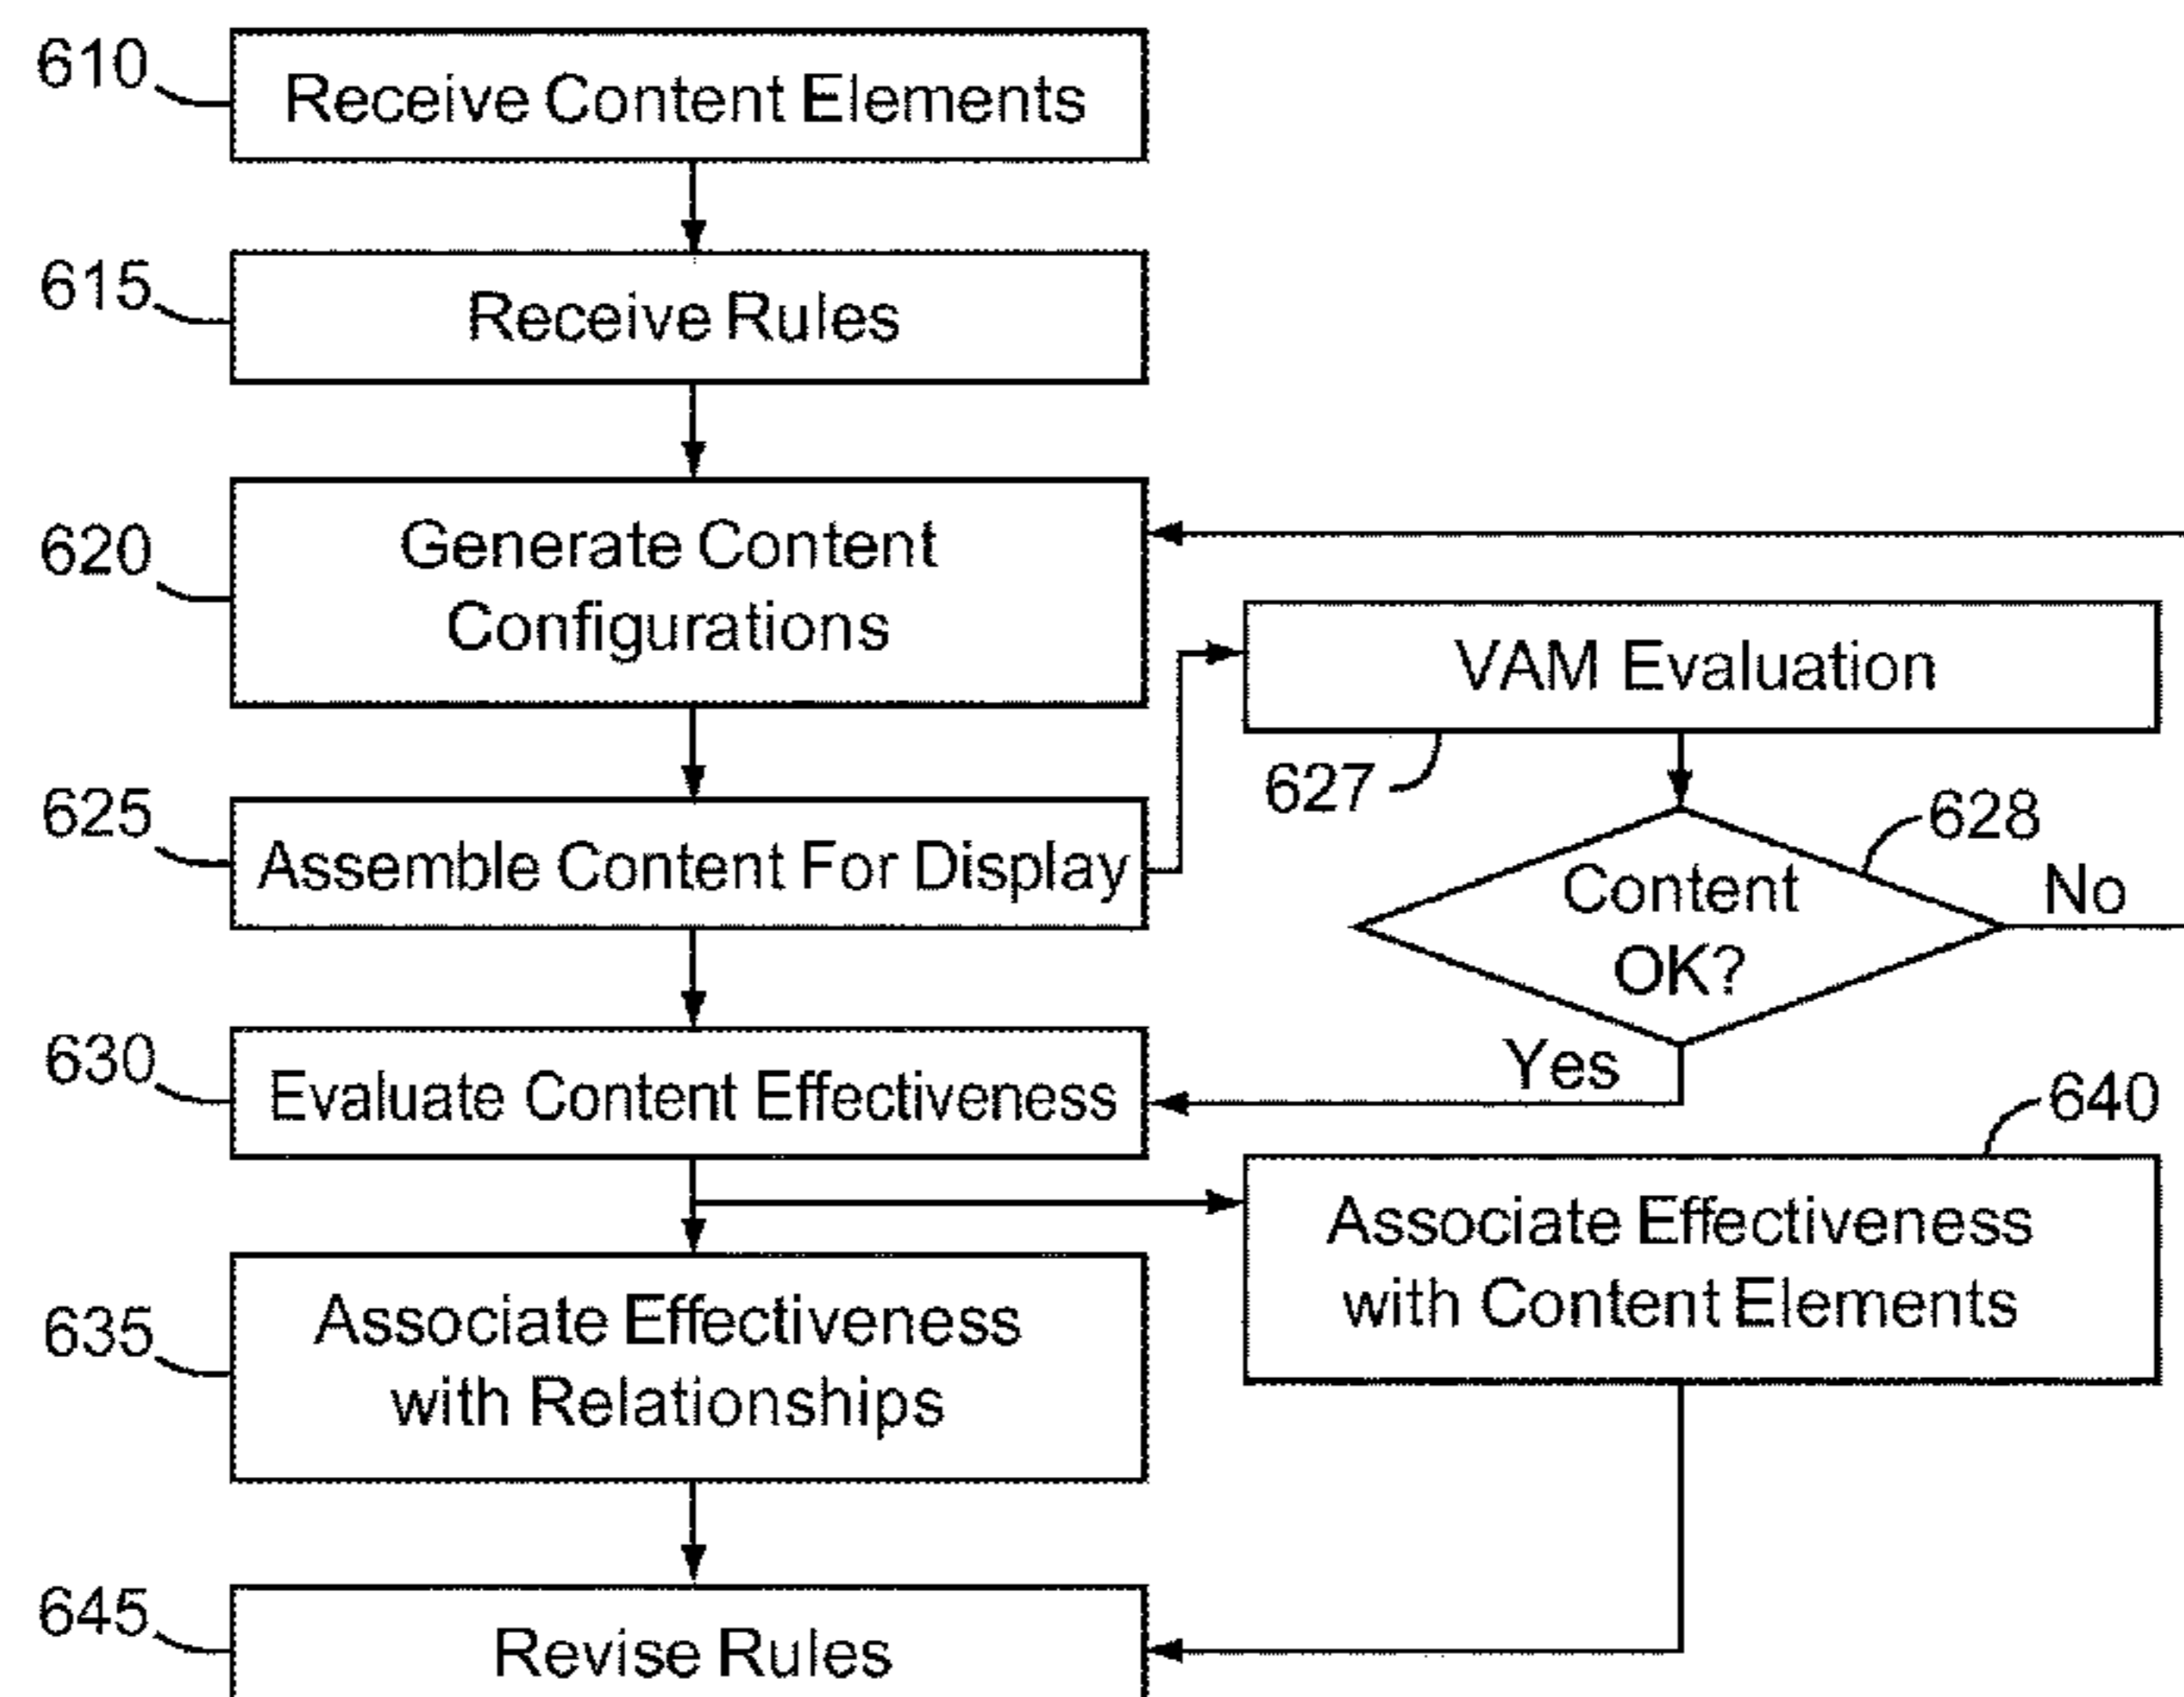 610
Receive Content Elements
615
Receive Rules
620
Generate Content
Configurations
VAM Evaluation
627
625
Assemble Content For Display
628
Content
OK?
No
Yes
630
Evaluate Content Effectiveness
640
Associate Effectiveness
with Content Elements
635
Associate Effectiveness
with Relationships
645
Revise Rules